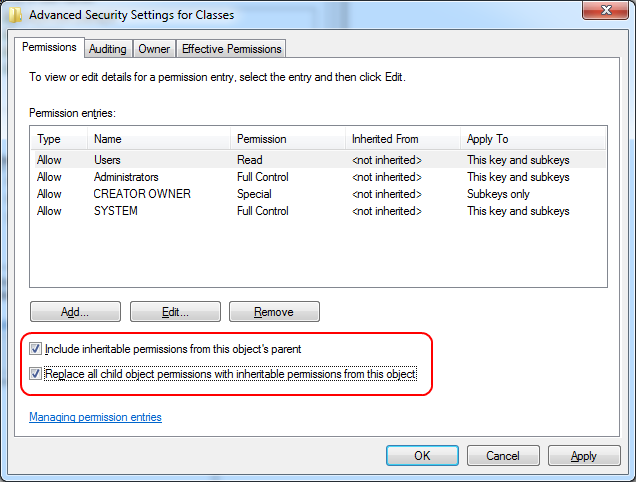 Advanced Security Settings for Classes
Permissions Auditing Owner Effective Permissions
To view or edit details for a permission entry, select the entry and then click Edit.
Permission entries:
Type Name Permission Inherited From Apply To
Allow Users Read <not inherited> This key and subkeys
Allow Administrators Full Control <not inherited> This key and subkeys
Allow CREATOR OWNER Special <not inherited> Subkeys only
Allow SYSTEM Full Control <not inherited> This key and subkeys
Add... Edit... Remove
Include inheritable permissions from this object's parent
Replace all child object permissions with inheritable permissions from this object
Managing permission entries
OK Cancel Apply